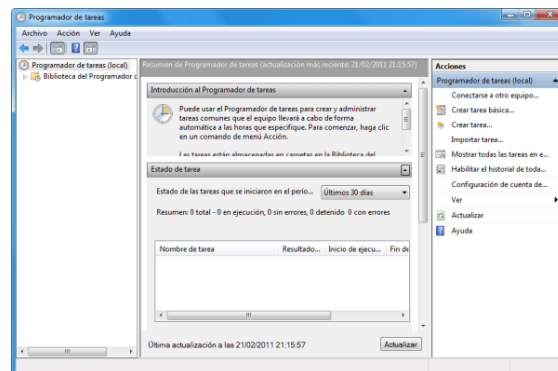 Programador de tareas
Archivo Acción Ver Ayuda
Programador de tareas (local)
Biblioteca del Programador d
Resumen de Programador de tareas (actualización más reciente: 21/02/2011 21:15:57)
Introducción al Programador de tareas
Puede usar el Programador de tareas para crear y administrar
tareas comunes que el equipo llevará a cabo de forma
automática a las horas que especifique. Para comenzar, haga clic
en un comando de menú Acción.
Las tareas están almacenadas en carpetas en la Biblioteca del
Estado de tarea
Estado de las tareas que se iniciaron en el perío... Últimos 30 días
Resumen: 0 total - 0 en ejecución, 0 sin errores, 0 detenido 0 con errores
Nombre de tarea Resultado... Inicio de ejecu... Fin de
Última actualización a las 21/02/2011 21:15:57 Actualizar
Acciones
Programador de tareas (local)
Conectarse a otro equipo...
Crear tarea básica...
Crear tarea...
Importar tarea...
Mostrar todas las tareas en e...
Habilitar el historial de toda...
Configuración de cuenta de...
Ver
Actualizar
Ayuda